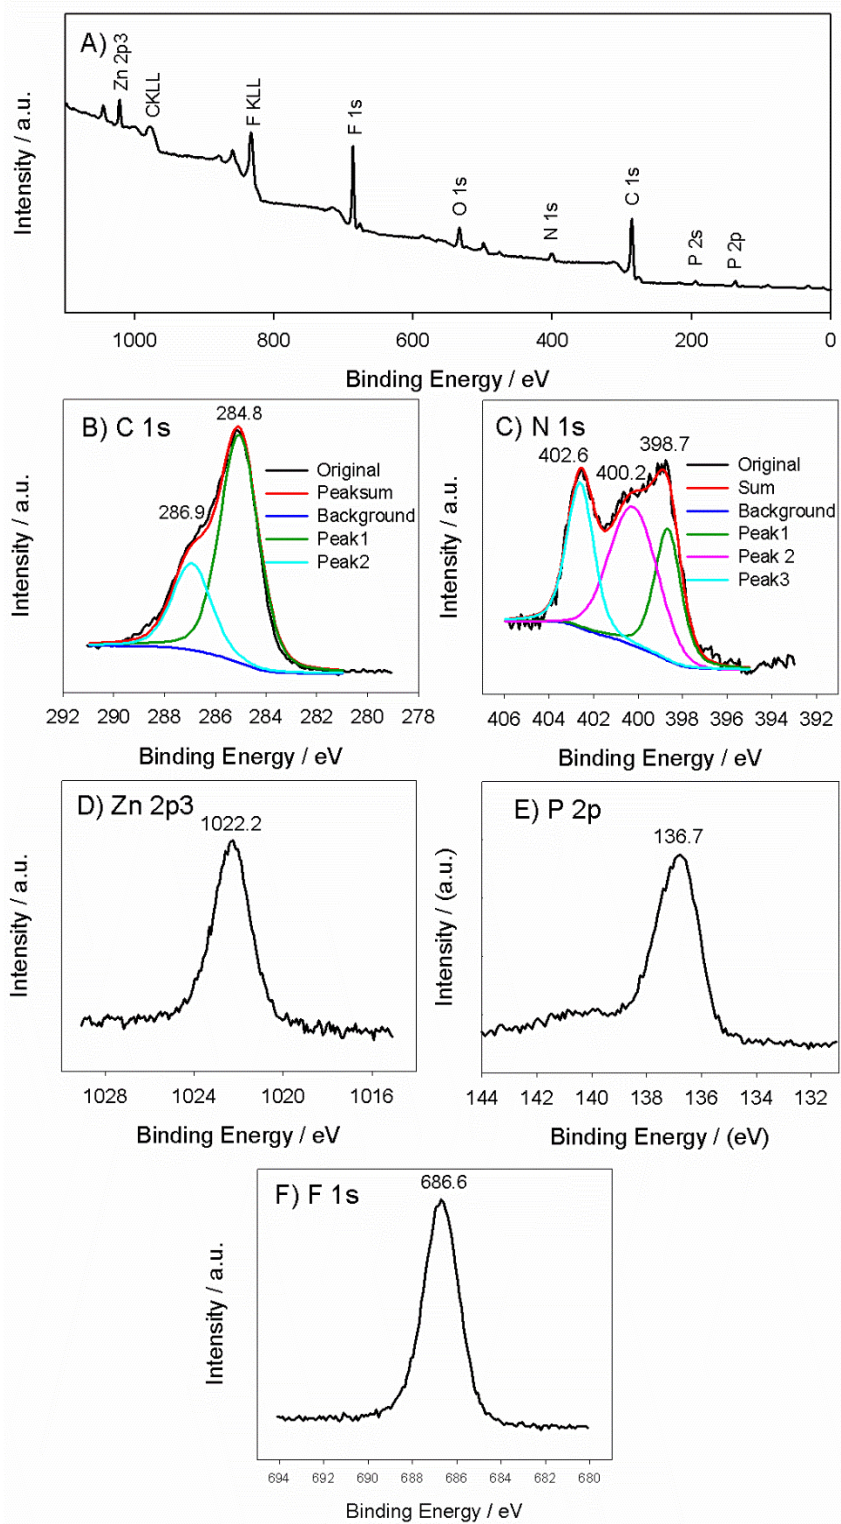 A)
Zn 2p3
CKLL
F KLL
F 1s
O 1s
N 1s
C 1s
P 2s
P 2p
Intensity / a.u.
1000 800 600 400 200 0
Binding Energy / eV
B) C 1s
284.8
286.9
Original
Peaksum
Background
Peak1
Peak2
Intensity / a.u.
292 290 288 286 284 282 280 278
Binding Energy / eV
C) N 1s
398.7
402.6
400.2
Original
Sum
Background
Peak1
Peak 2
Peak3
Intensity / a.u.
406 404 402 400 398 396 394 392
Binding Energy / eV
D) Zn 2p3
1022.2
Intensity / a.u.
1028 1024 1020 1016
Binding Energy / eV
E) P 2p
136.7
Intensity / (a.u.)
144 142 140 138 136 134 132
Binding Energy / (eV)
F) F 1s
686.6
Intensity / a.u.
694 692 690 688 686 684 682 680
Binding Energy / eV